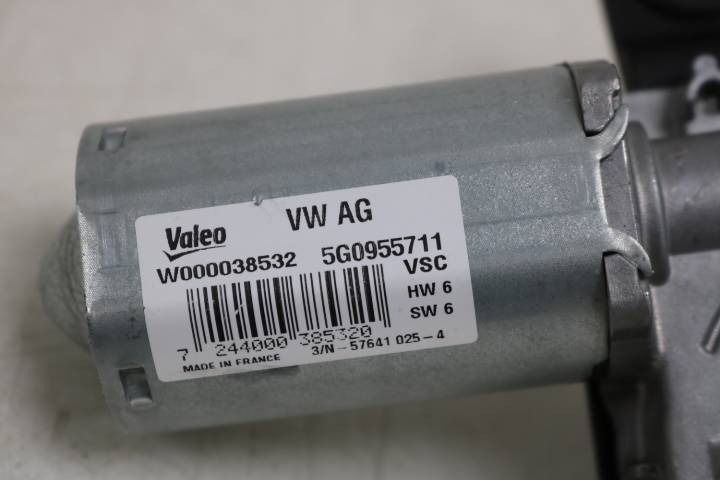 Valeo VW AG
W000038532 5G0955711
VSC
HW 6
SW 6
7 244000 385320
MADE IN FRANCE 3/N -57641 025-4